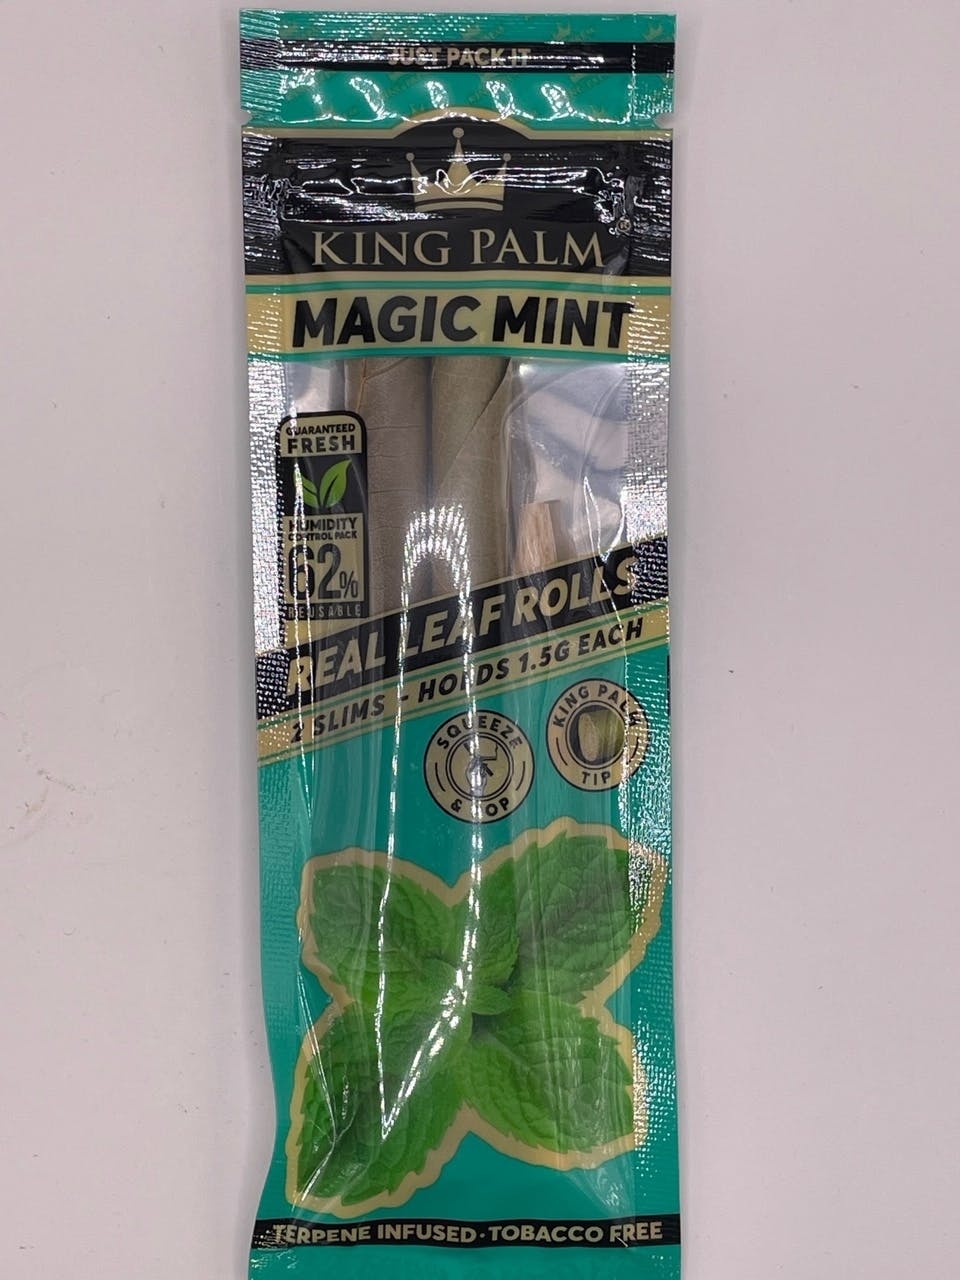 JUST PACK IT
KING PALM®
MAGIC MINT
GUARANTEED
FRESH
HUMIDITY
CONTROL PACK
62%
REUSABLE
REAL LEAF ROLLS
2 SLIMS - HOLDS 1.5G EACH
SQUEEZE
& POP
KING PALM
TIP
TERPENE INFUSED · TOBACCO FREE